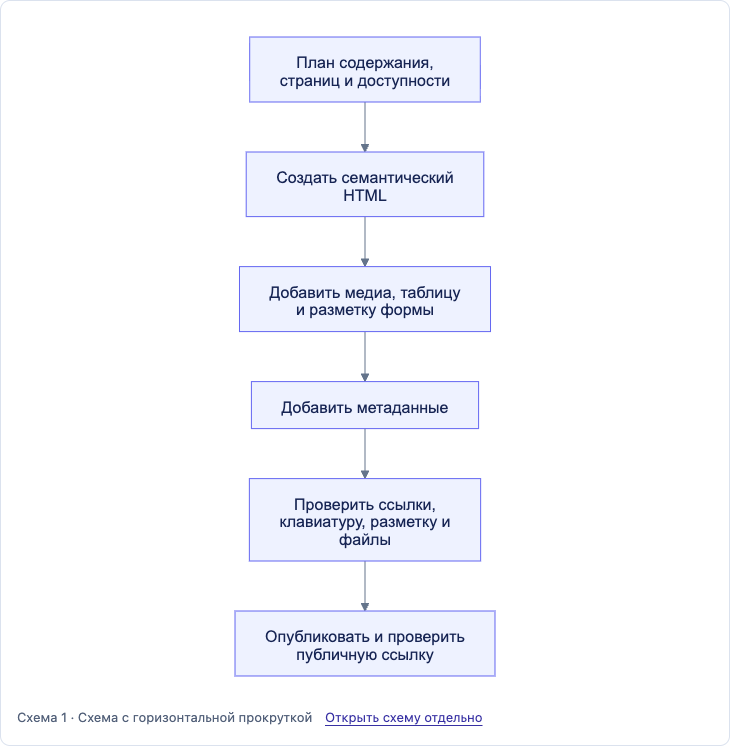 План содержания,
страниц и доступности
Создать семантический
HTML
Добавить медиа, таблицу
и разметку формы
Добавить метаданные
Проверить ссылки,
клавиатуру, разметку и
файлы
Опубликовать и проверить
публичную ссылку
Схема 1 · Схема с горизонтальной прокруткой Открыть схему отдельно